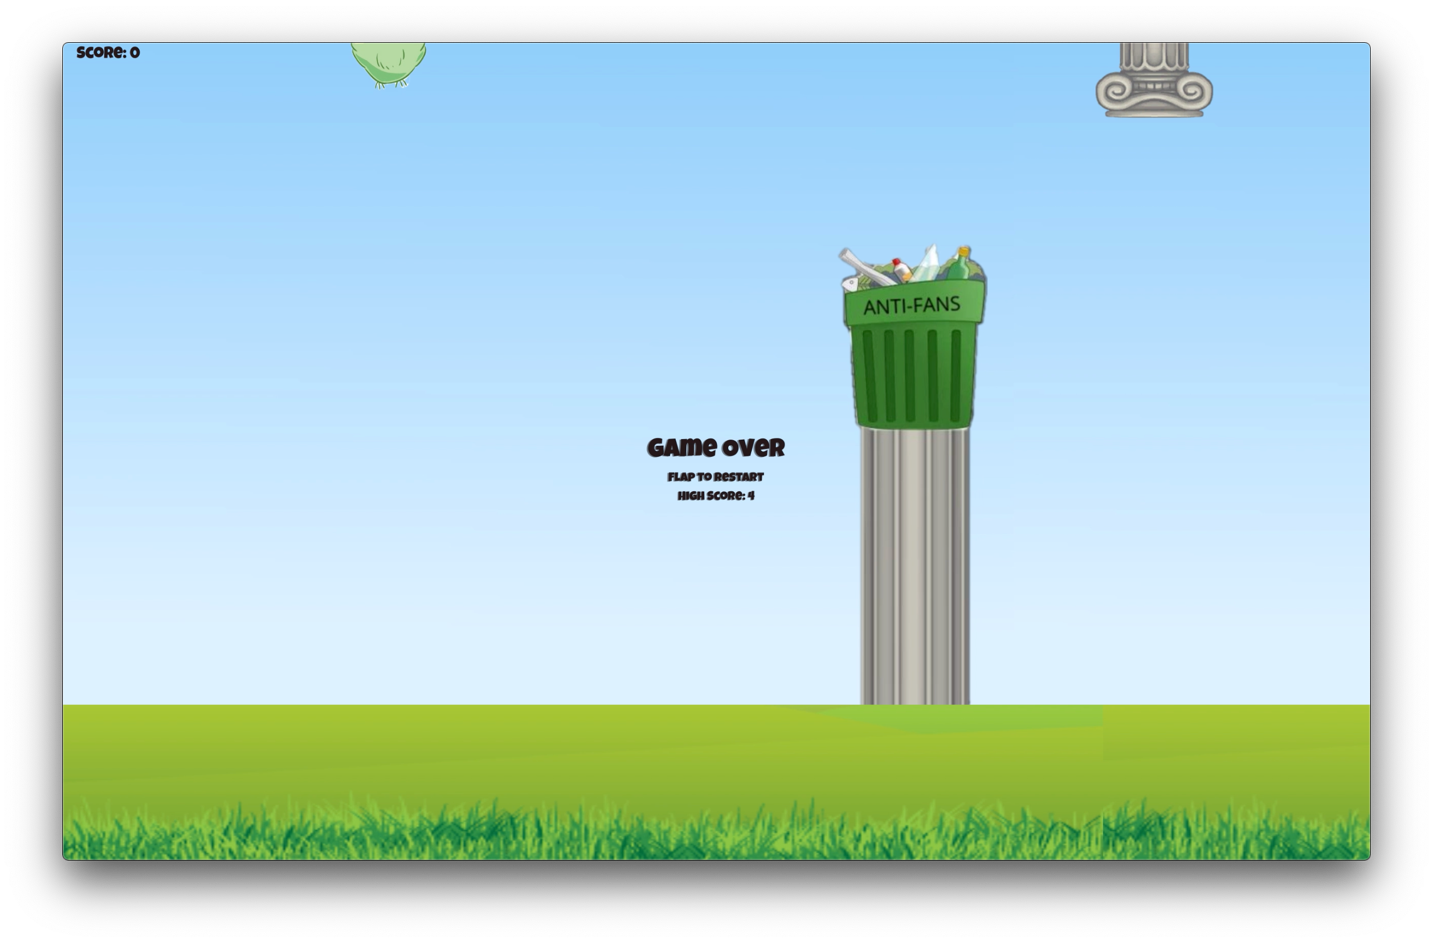 Score: 0
ANTI-FANS
Game Over
Flap to Restart
High Score: 4